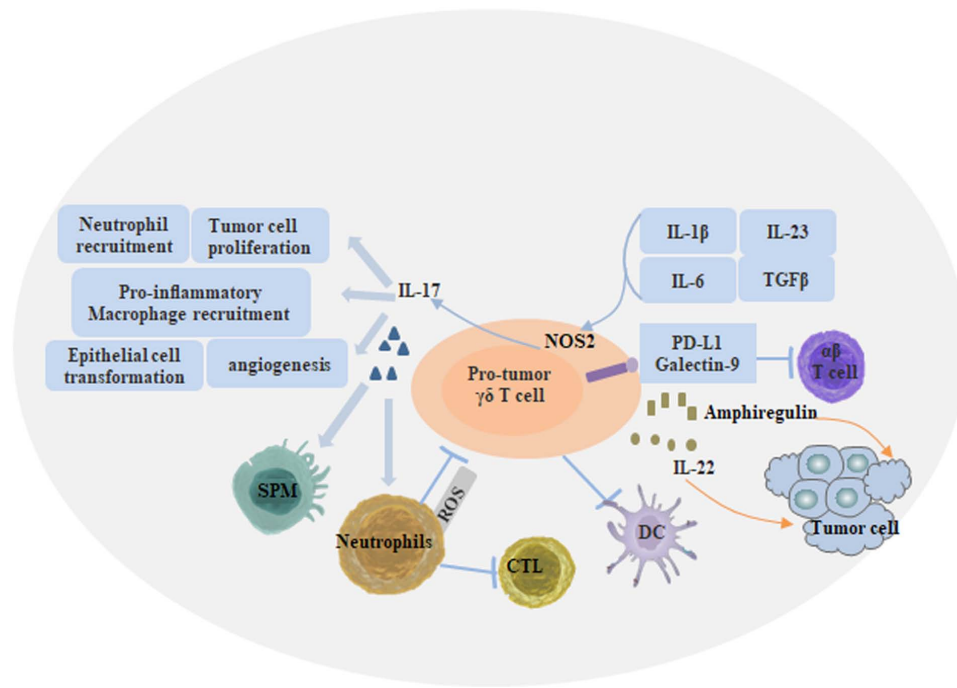 Neutrophil
recruitment
Tumor cell
proliferation
Pro-inflammatory
Macrophage recruitment
Epithelial cell
transformation
angiogenesis
IL-17
IL-1β
IL-23
IL-6
TGFβ
NOS2
PD-L1
Galectin-9
αβ
T cell
Pro-tumor
γδ T cell
Amphiregulin
IL-22
SPM
ROS
Neutrophils
CTL
DC
Tumor cell